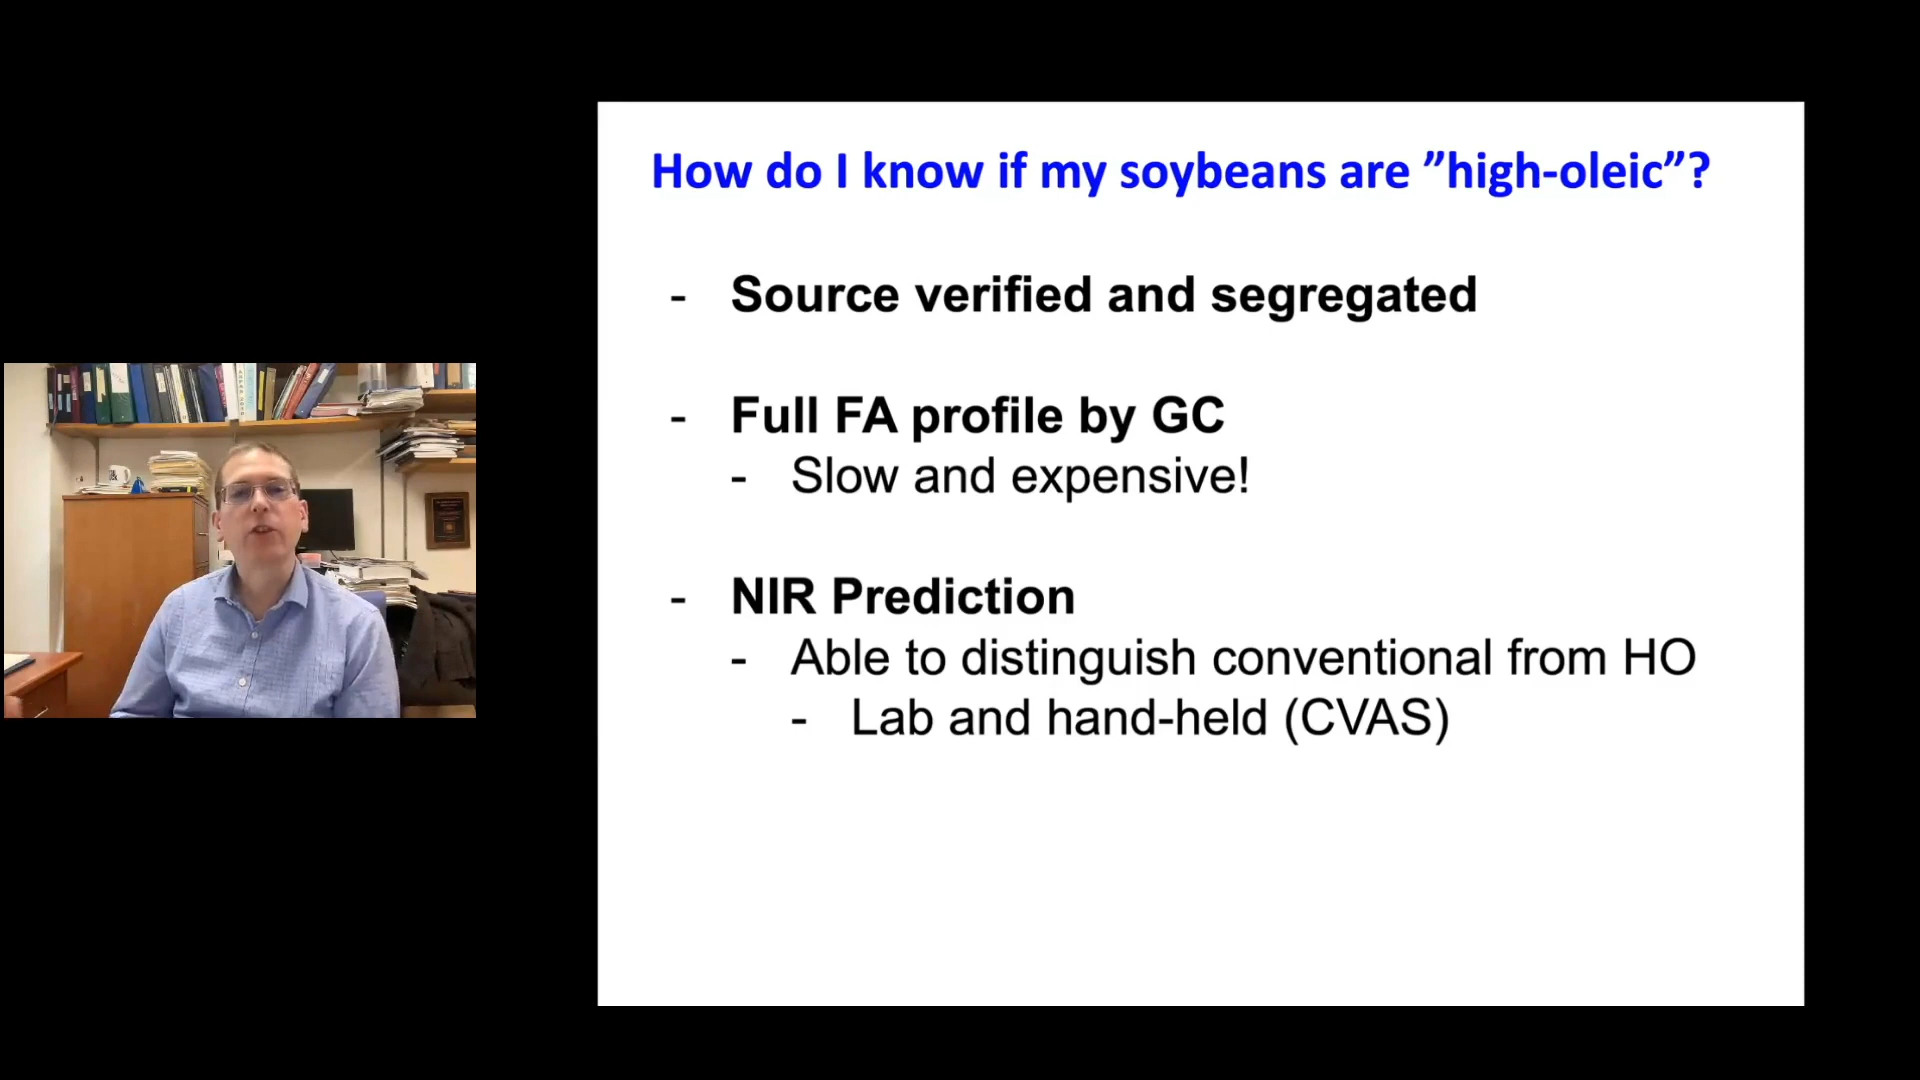 How do I know if my soybeans are ”high-oleic”?
- Source verified and segregated
- Full FA profile by GC
- Slow and expensive!
- NIR Prediction
- Able to distinguish conventional from HO
- Lab and hand-held (CVAS)